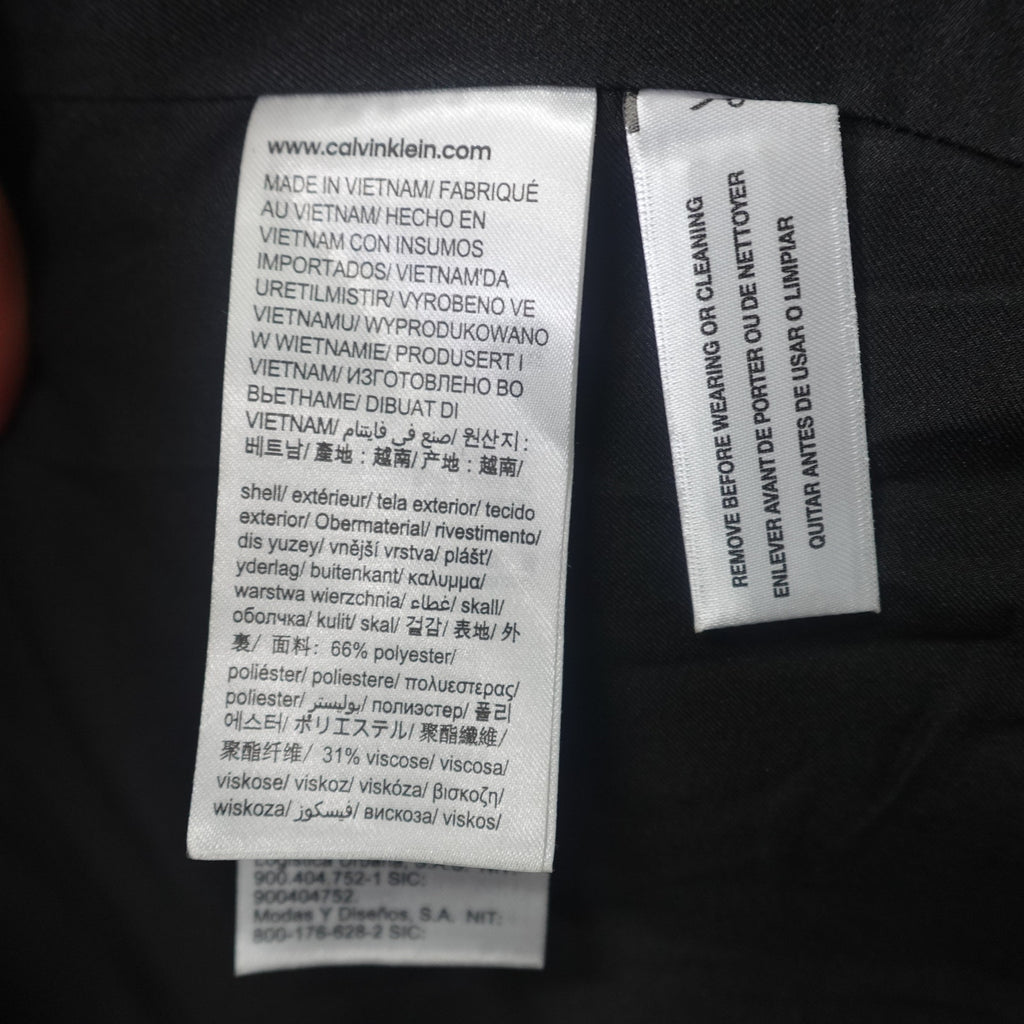 www.calvinklein.com
MADE IN VIETNAM/ FABRIQUÉ
AU VIETNAM/ HECHO EN
VIETNAM CON INSUMOS
IMPORTADOS/ VIETNAM'DA
URETILMISTIR/ VYROBENO VE
VIETNAMU/ WYPRODUKOWANO
W WIETNAMIE/ PRODUSERT I
VIETNAM/ ИЗГОТОВЛЕНО ВО
ВЬЕТНАМЕ/ DIBUAT DI
VIETNAM/ صنع في فايتنام/ 원산지:
베트남/ 產地:越南/ 产地:越南/
shell/ extérieur/ tela exterior/ tecido
exterior/ Obermaterial/ rivestimento/
dis yuzey/ vnější vrstva/ plášť/
yderlag/ buitenkant/ καλυμμα/
warstwa wierzchnia/ غطاء/ skall/
оболчка/ kulit/ skal/ 겉감/ 表地/ 外
裏/ 面料: 66% polyester/
poliéster/ poliestere/ πολυεστερας/
poliester/ بوليستر/ полиэстер/ 폴리
에스터/ ポリエステル/ 聚酯纖維/
聚酯纤维/ 31% viscose/ viscosa/
viskose/ viskoz/ viskóza/ βισκοζη/
wiskoza/ فيسكوز/ вискоза/ viskos/
900.404.752-1 SIC:
900404752.
Modas Y Diseños, S.A. NIT:
800-176-628-2 SIC:
REMOVE BEFORE WEARING OR CLEANING
ENLEVER AVANT DE PORTER OU DE NETTOYER
QUITAR ANTES DE USAR O LIMPIAR